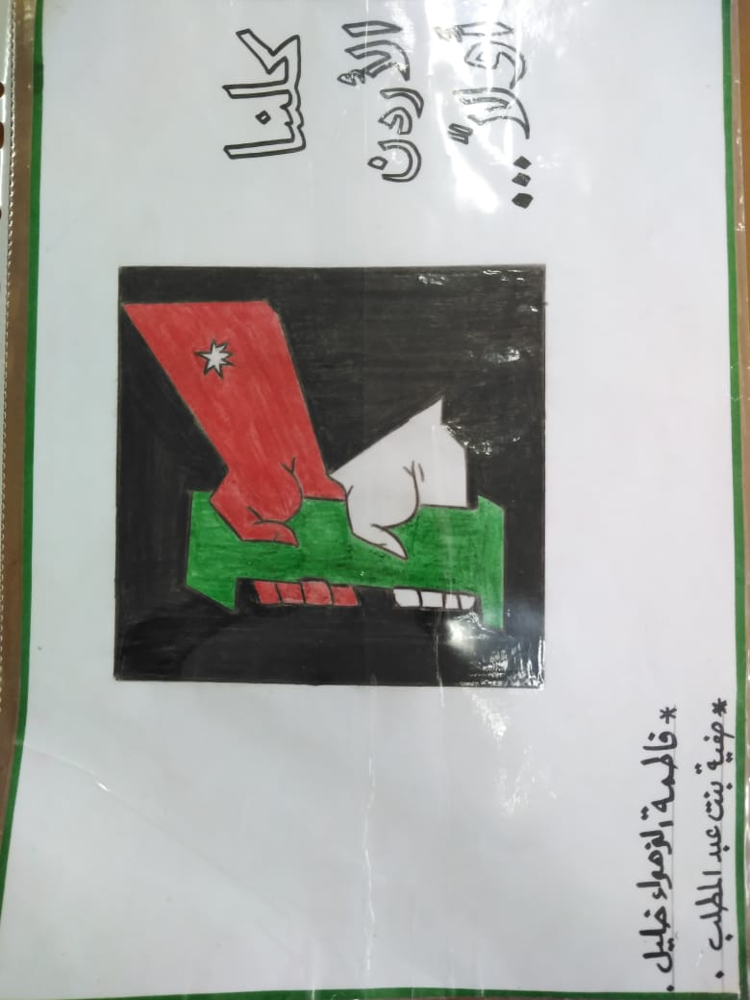 كلنا
الأردن
أولاً...
* فاطمة الزهراء خليل.
* صفية بنت عبد المطلب.